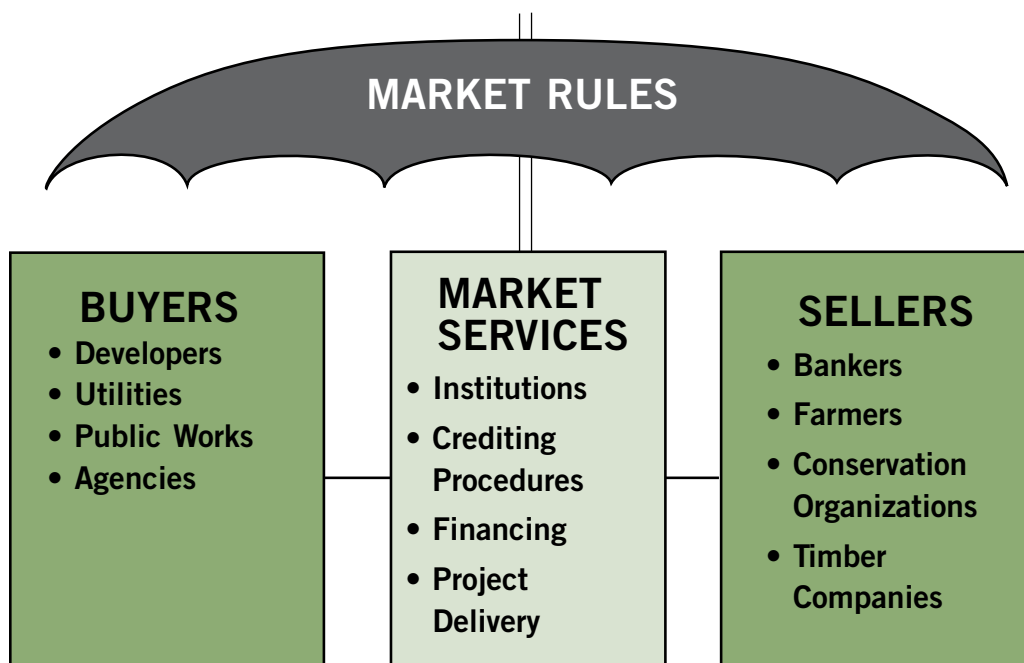 MARKET RULES
BUYERS
• Developers
• Utilities
• Public Works
• Agencies
MARKET
SERVICES
• Institutions
• Crediting
Procedures
• Financing
• Project
Delivery
SELLERS
• Bankers
• Farmers
• Conservation
Organizations
• Timber
Companies